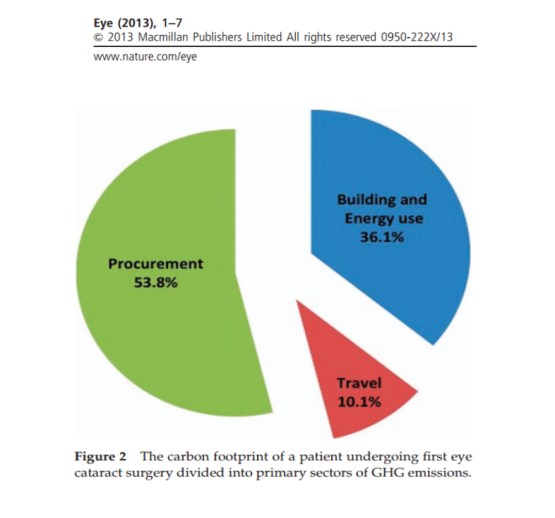 Eye (2013), 1–7
© 2013 Macmillan Publishers Limited All rights reserved 0950-222X/13
www.nature.com/eye
Building and
Energy use
36.1%
Procurement
53.8%
Travel
10.1%
Figure 2 The carbon footprint of a patient undergoing first eye
cataract surgery divided into primary sectors of GHG emissions.